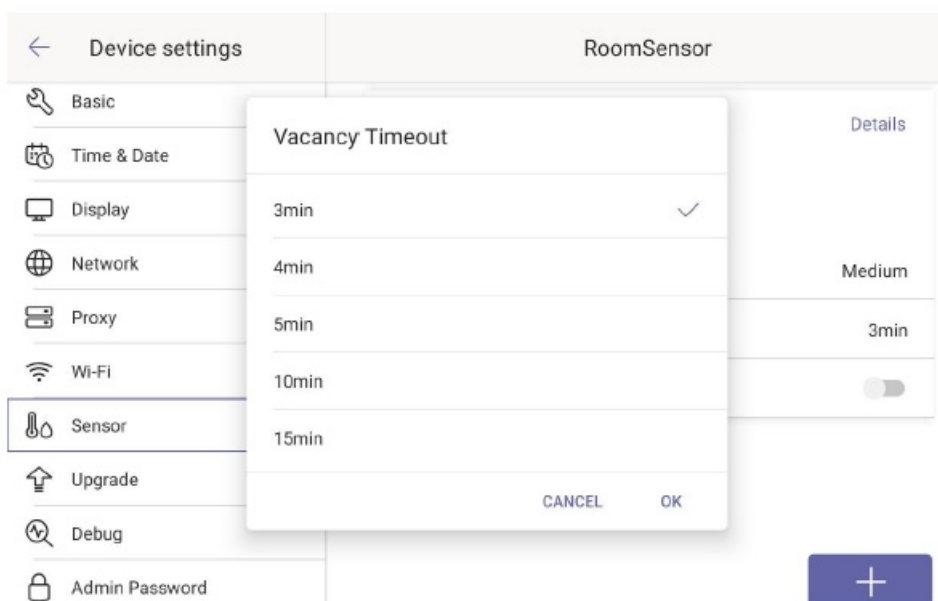 Device settings
RoomSensor
Basic
Time & Date
Display
Network
Proxy
Wi-Fi
Sensor
Upgrade
Debug
Admin Password
Vacancy Timeout
3min
4min
5min
10min
15min
CANCEL OK
Details
Medium
3min